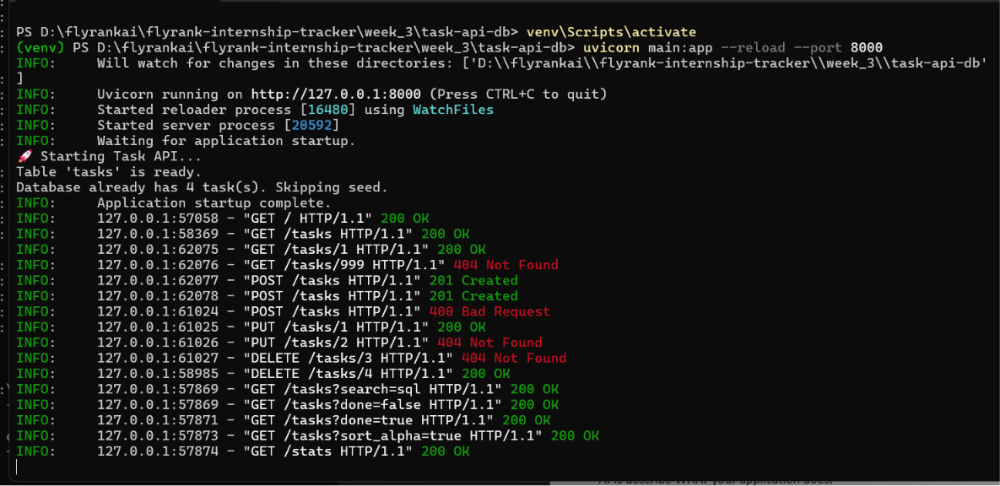 PS D:\flyrankai\flyrank-internship-tracker\week_3\task-api-db> venv\Scripts\activate
(venv) PS D:\flyrankai\flyrank-internship-tracker\week_3\task-api-db> uvicorn main:app --reload --port 8000
INFO:     Will watch for changes in these directories: ['D:\\flyrankai\\flyrank-internship-tracker\\week_3\\task-api-db'
]
INFO:     Uvicorn running on http://127.0.0.1:8000 (Press CTRL+C to quit)
INFO:     Started reloader process [16480] using WatchFiles
INFO:     Started server process [20592]
INFO:     Waiting for application startup.
🚀 Starting Task API...
Table 'tasks' is ready.
Database already has 4 task(s). Skipping seed.
INFO:     Application startup complete.
INFO:     127.0.0.1:57058 - "GET / HTTP/1.1" 200 OK
INFO:     127.0.0.1:58369 - "GET /tasks HTTP/1.1" 200 OK
INFO:     127.0.0.1:62075 - "GET /tasks/1 HTTP/1.1" 200 OK
INFO:     127.0.0.1:62076 - "GET /tasks/999 HTTP/1.1" 404 Not Found
INFO:     127.0.0.1:62077 - "POST /tasks HTTP/1.1" 201 Created
INFO:     127.0.0.1:62078 - "POST /tasks HTTP/1.1" 201 Created
INFO:     127.0.0.1:61024 - "POST /tasks HTTP/1.1" 400 Bad Request
INFO:     127.0.0.1:61025 - "PUT /tasks/1 HTTP/1.1" 200 OK
INFO:     127.0.0.1:61026 - "PUT /tasks/2 HTTP/1.1" 404 Not Found
INFO:     127.0.0.1:61027 - "DELETE /tasks/3 HTTP/1.1" 404 Not Found
INFO:     127.0.0.1:58985 - "DELETE /tasks/4 HTTP/1.1" 200 OK
INFO:     127.0.0.1:57869 - "GET /tasks?search=sql HTTP/1.1" 200 OK
INFO:     127.0.0.1:57869 - "GET /tasks?done=false HTTP/1.1" 200 OK
INFO:     127.0.0.1:57871 - "GET /tasks?done=true HTTP/1.1" 200 OK
INFO:     127.0.0.1:57873 - "GET /tasks?sort_alpha=true HTTP/1.1" 200 OK
INFO:     127.0.0.1:57874 - "GET /stats HTTP/1.1" 200 OK